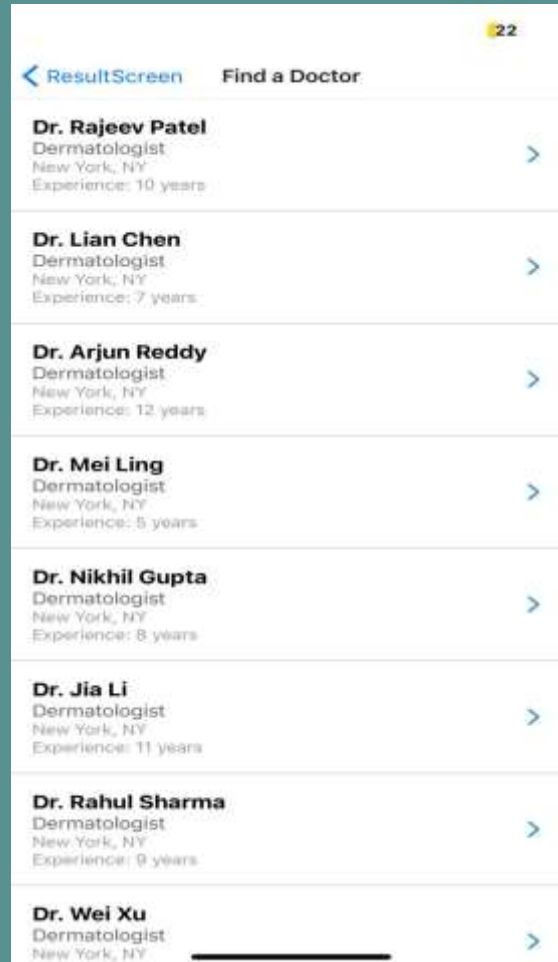 22
ResultScreen Find a Doctor
Dr. Rajeev Patel
Dermatologist
New York, NY
Experience: 10 years
Dr. Lian Chen
Dermatologist
New York, NY
Experience: 7 years
Dr. Arjun Reddy
Dermatologist
New York, NY
Experience: 12 years
Dr. Mei Ling
Dermatologist
New York, NY
Experience: 5 years
Dr. Nikhil Gupta
Dermatologist
New York, NY
Experience: 8 years
Dr. Jia Li
Dermatologist
New York, NY
Experience: 11 years
Dr. Rahul Sharma
Dermatologist
New York, NY
Experience: 9 years
Dr. Wei Xu
Dermatologist
New York, NY